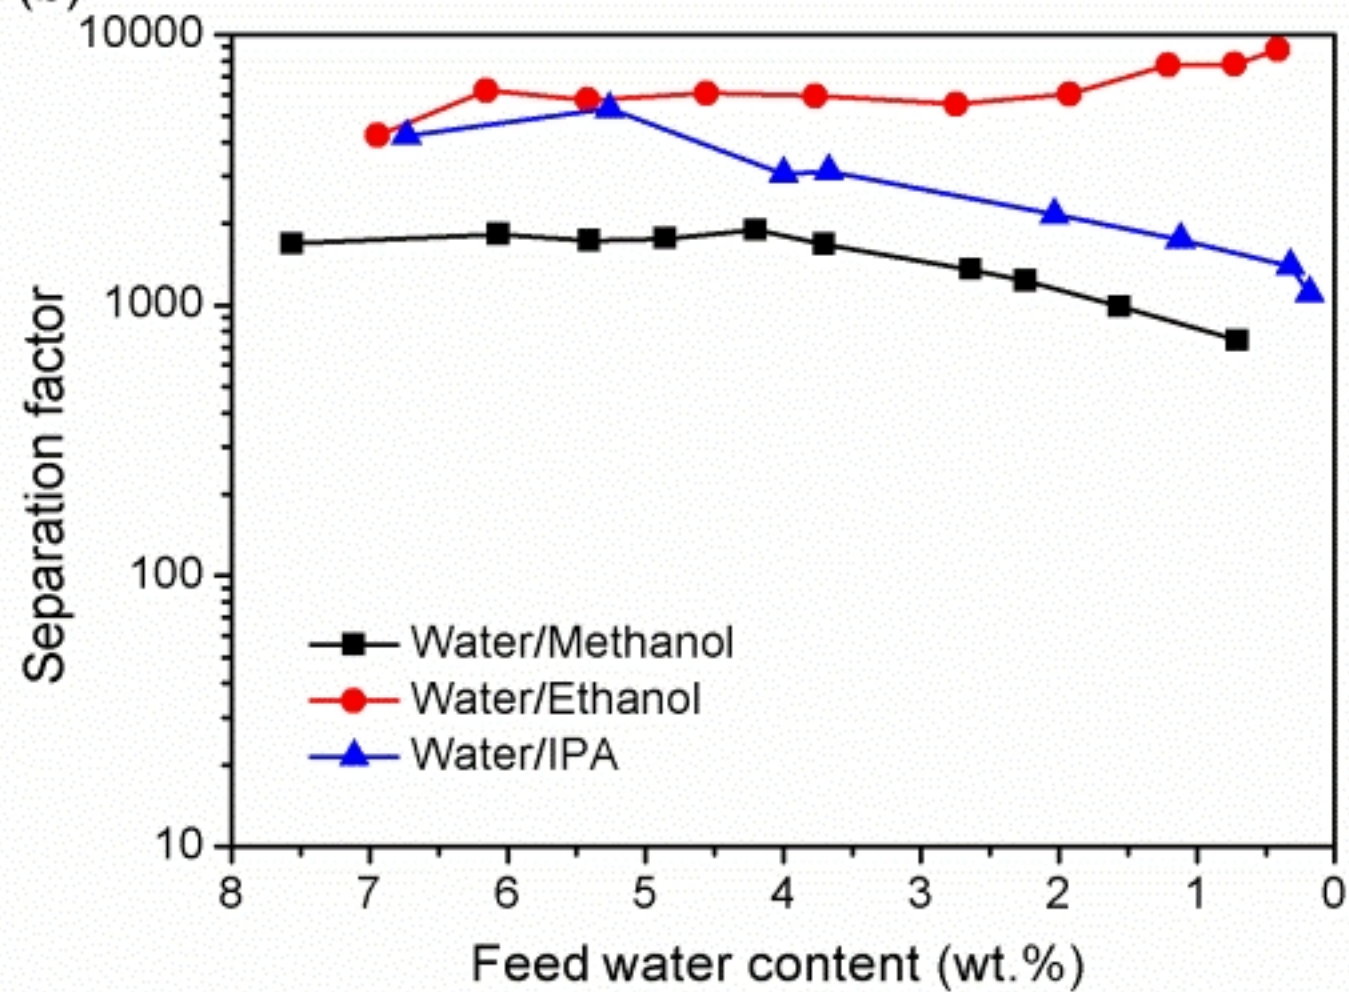 10000
1000
100
10
Separation factor
Water/Methanol
Water/Ethanol
Water/IPA
8 7 6 5 4 3 2 1 0
Feed water content (wt.%)